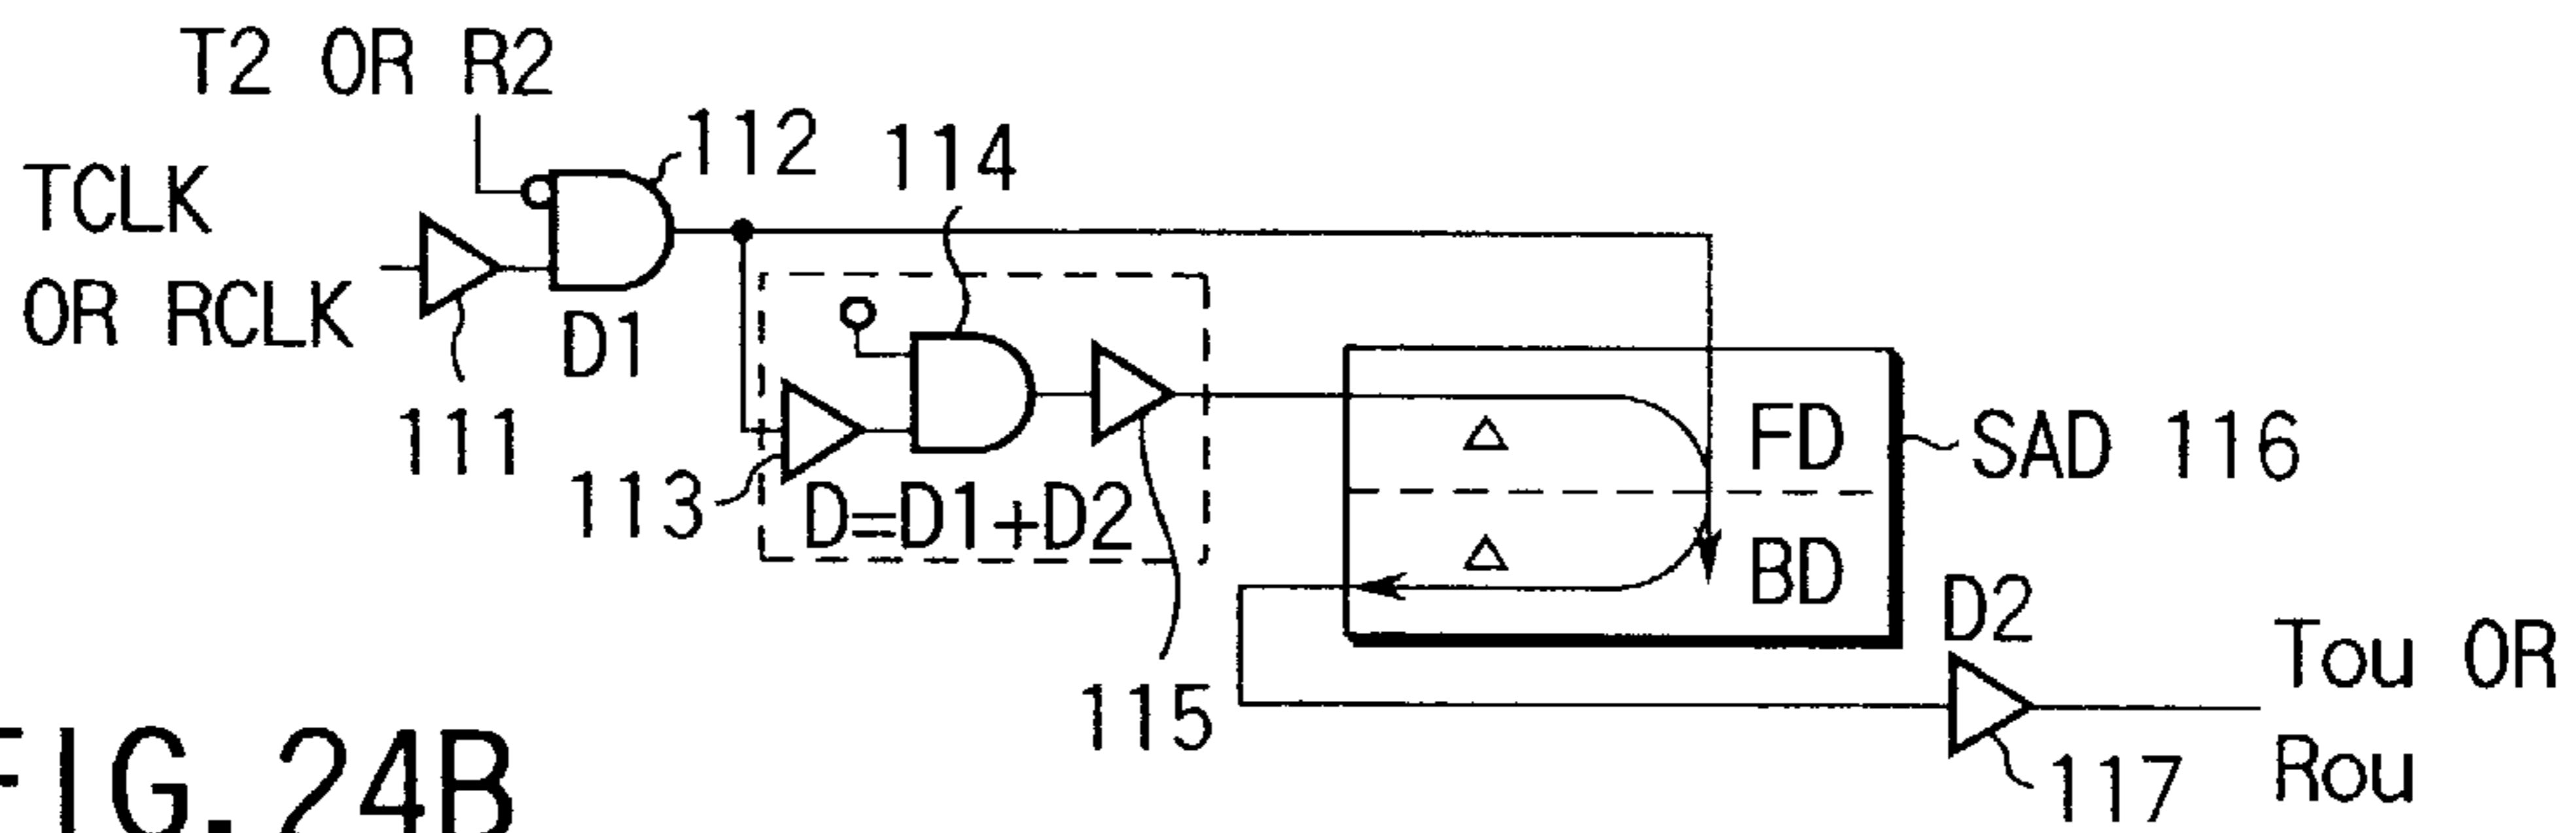 T2 OR R2
TCLK
OR RCLK
112
114
D1
111
113
D=D1+D2
115
△
△
FD
BD
SAD 116
D2
117
Tou OR
Rou
FIG. 24B